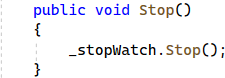 public void Stop()
{
_stopWatch.Stop();
}